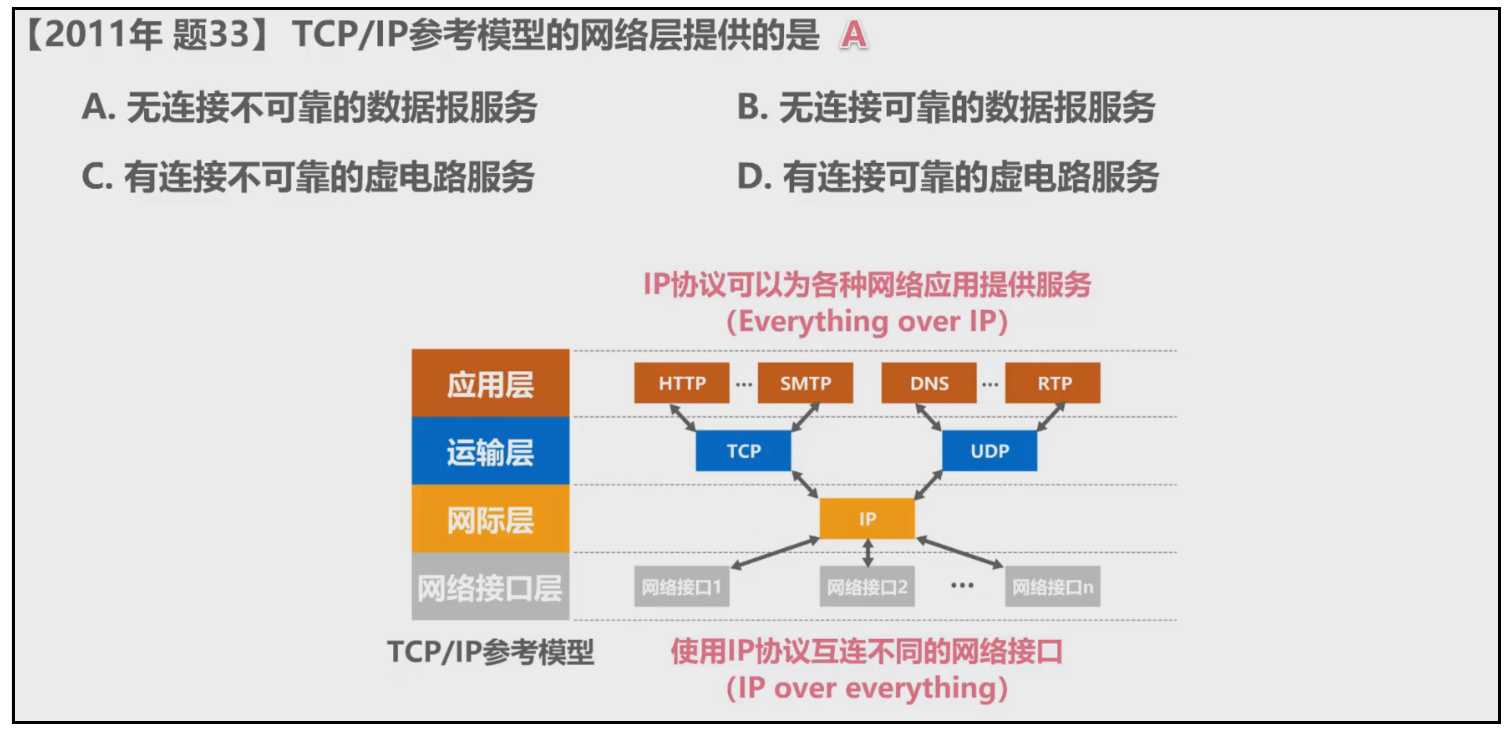 【2011年 题33】 TCP/IP参考模型的网络层提供的是 A
A. 无连接不可靠的数据报服务
B. 无连接可靠的数据报服务
C. 有连接不可靠的虚电路服务
D. 有连接可靠的虚电路服务
IP协议可以为各种网络应用提供服务
(Everything over IP)
应用层
HTTP ··· SMTP DNS ··· RTP
运输层
TCP UDP
网际层
IP
网络接口层
网络接口1 网络接口2 ··· 网络接口n
TCP/IP参考模型
使用IP协议互连不同的网络接口
(IP over everything)